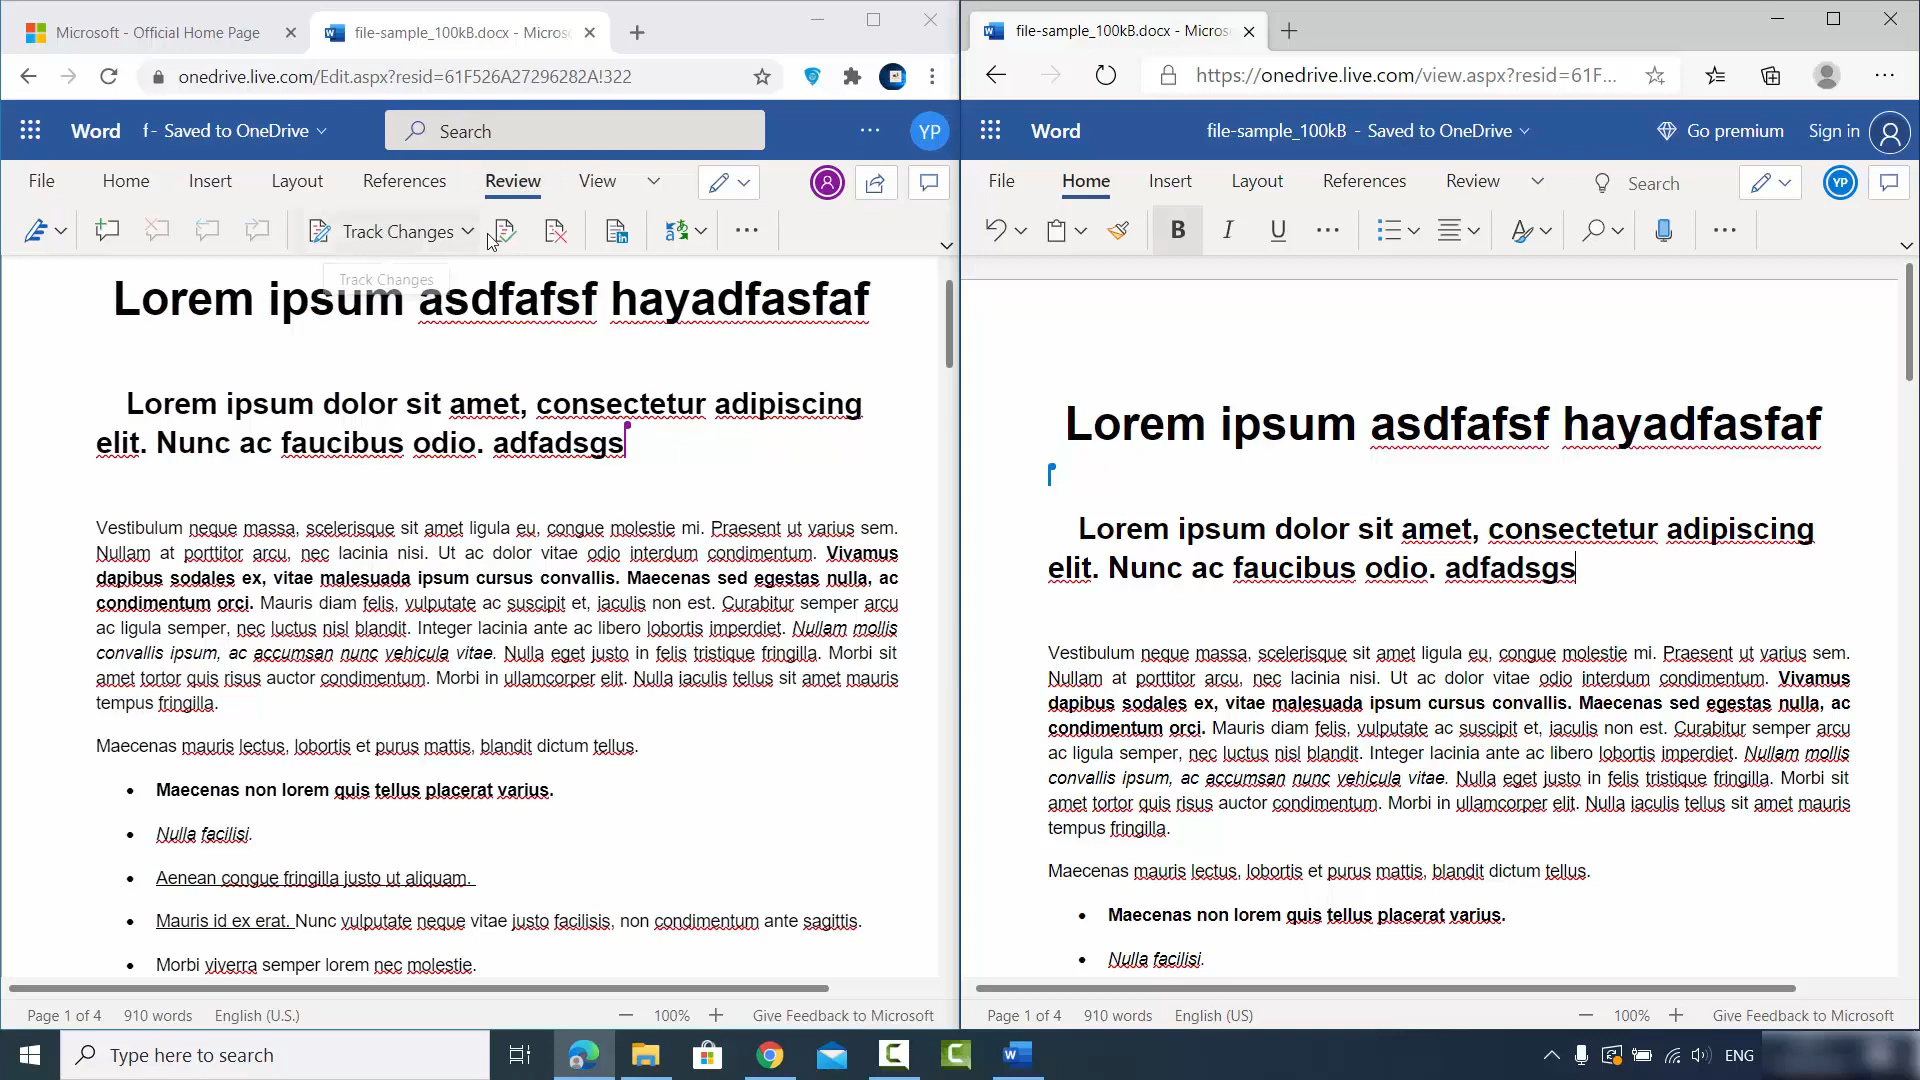 Microsoft - Official Home Page
file-sample_100kB.docx - Micros
onedrive.live.com/Edit.aspx?resid=61F526A27296282A!322
Word
f - Saved to OneDrive
Search
YP
File
Home
Insert
Layout
References
Review
View
Track Changes
Track Changes
Lorem ipsum asdfafsf hayadfasfaf
Lorem ipsum dolor sit amet, consectetur adipiscing
elit. Nunc ac faucibus odio. adfadsgs
Vestibulum neque massa, scelerisque sit amet ligula eu, congue molestie mi. Praesent ut varius sem.
Nullam at porttitor arcu, nec lacinia nisi. Ut ac dolor vitae odio interdum condimentum. Vivamus
dapibus sodales ex, vitae malesuada ipsum cursus convallis. Maecenas sed egestas nulla, ac
condimentum orci. Mauris diam felis, vulputate ac suscipit et, iaculis non est. Curabitur semper arcu
ac ligula semper, nec luctus nisl blandit. Integer lacinia ante ac libero lobortis imperdiet. Nullam mollis
convallis ipsum, ac accumsan nunc vehicula vitae. Nulla eget justo in felis tristique fringilla. Morbi sit
amet tortor quis risus auctor condimentum. Morbi in ullamcorper elit. Nulla iaculis tellus sit amet mauris
tempus fringilla.
Maecenas mauris lectus, lobortis et purus mattis, blandit dictum tellus.
• Maecenas non lorem quis tellus placerat varius.
• Nulla facilisi.
• Aenean congue fringilla justo ut aliquam.
• Mauris id ex erat. Nunc vulputate neque vitae justo facilisis, non condimentum ante sagittis.
• Morbi viverra semper lorem nec molestie.
Page 1 of 4
910 words
English (U.S.)
100%
Give Feedback to Microsoft
file-sample_100kB.docx - Micros
https://onedrive.live.com/view.aspx?resid=61F...
Word
file-sample_100kB - Saved to OneDrive
Go premium
Sign in
File
Home
Insert
Layout
References
Review
Search
YP
B
I
U
Lorem ipsum asdfafsf hayadfasfaf
Lorem ipsum dolor sit amet, consectetur adipiscing
elit. Nunc ac faucibus odio. adfadsgs
Vestibulum neque massa, scelerisque sit amet ligula eu, congue molestie mi. Praesent ut varius sem.
Nullam at porttitor arcu, nec lacinia nisi. Ut ac dolor vitae odio interdum condimentum. Vivamus
dapibus sodales ex, vitae malesuada ipsum cursus convallis. Maecenas sed egestas nulla, ac
condimentum orci. Mauris diam felis, vulputate ac suscipit et, iaculis non est. Curabitur semper arcu
ac ligula semper, nec luctus nisl blandit. Integer lacinia ante ac libero lobortis imperdiet. Nullam mollis
convallis ipsum, ac accumsan nunc vehicula vitae. Nulla eget justo in felis tristique fringilla. Morbi sit
amet tortor quis risus auctor condimentum. Morbi in ullamcorper elit. Nulla iaculis tellus sit amet mauris
tempus fringilla.
Maecenas mauris lectus, lobortis et purus mattis, blandit dictum tellus.
• Maecenas non lorem quis tellus placerat varius.
• Nulla facilisi.
Page 1 of 4
910 words
English (US)
100%
Give Feedback to Microsoft
Type here to search
ENG